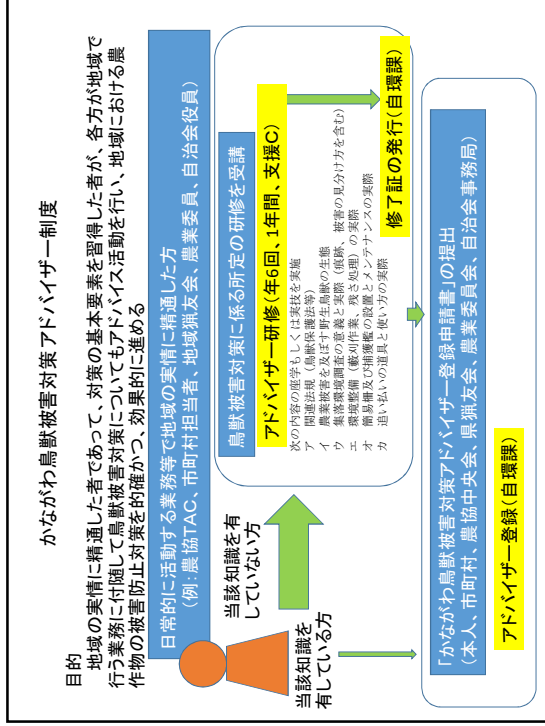 かながわ鳥獣被害対策アドバイザー制度
目的
地域の実情に精通した者であって、対策の基本要素を習得した者が、各方が地域で
行う業務に付随して鳥獣被害対策についてもアドバイス活動を行い、地域における農
作物の被害防止対策を的確かつ、効果的に進める
日常的に活動する業務等で地域の実情に精通した方
(例:農協TAC、市町村担当者、地域猟友会、農業委員、自治会役員)
当該知識を有
していない方
鳥獣被害対策に係る所定の研修を受講
アドバイザー研修(年6回、1年間、支援C)
次の内容の座学もしくは実技を実施
ア 関連法規(鳥獣保護法等)
イ 農業被害を及ぼす野生鳥獣の生態
ウ 集落環境調査の意義と実際(痕跡、被害の見分け方を含む)
エ 環境整備(藪刈作業、残さ処理)の実際
オ 簡易柵及び捕獲檻の設置とメンテナンスの実際
カ 追い払いの道具と使い方の実際
修了証の発行(自環課)
当該知識を
有している方
「かながわ鳥獣被害対策アドバイザー登録申請書」の提出
(本人、市町村、農協中央会、県猟友会、農業委員会、自治会事務局)
アドバイザー登録(自環課)